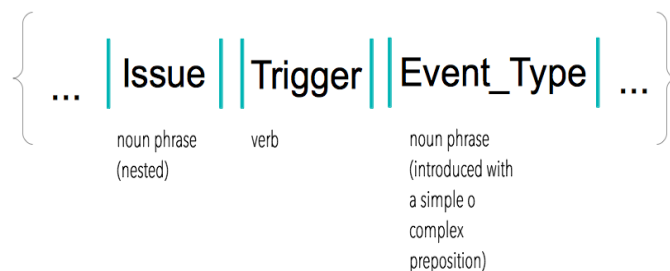 ... Issue Trigger Event_Type ...
noun phrase verb noun phrase
(nested) (introduced with
a simple o
complex
preposition)